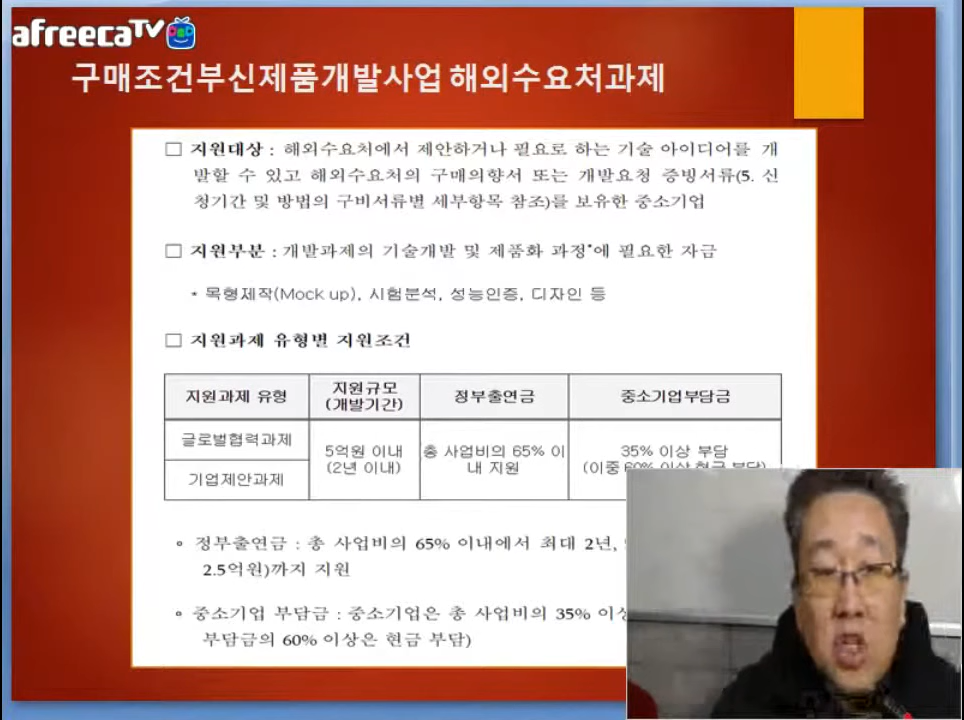 afreecaTV
구매조건부신제품개발사업 해외수요처과제
□ 지원대상 : 해외수요처에서 제안하거나 필요로 하는 기술 아이디어를 개
발할 수 있고 해외수요처의 구매의향서 또는 개발요청 증빙서류(5. 신
청기간 및 방법의 구비서류별 세부항목 참조)를 보유한 중소기업
□ 지원부분 : 개발과제의 기술개발 및 제품화 과정*에 필요한 자금
* 목형제작(Mock up), 시험분석, 성능인증, 디자인 등
□ 지원과제 유형별 지원조건
지원과제 유형 지원규모 정부출연금 중소기업부담금
(개발기간)
글로벌협력과제 5억원 이내 총 사업비의 65% 이 35% 이상 부담
기업제안과제 (2년 이내) 내 지원 (이중 60% 이상 현금 부담)
∘ 정부출연금 : 총 사업비의 65% 이내에서 최대 2년,
2.5억원)까지 지원
∘ 중소기업 부담금 : 중소기업은 총 사업비의 35% 이상
부담금의 60% 이상은 현금 부담)